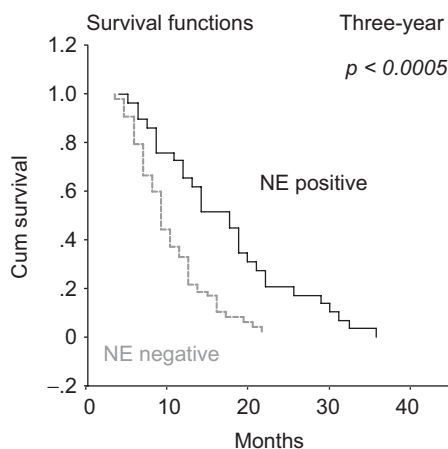 Survival functions Three-year
p < 0.0005
1.2
1.0
.8
.6
.4
.2
0
–.2
Cum survival
NE positive
NE negative
0 10 20 30 40
Months